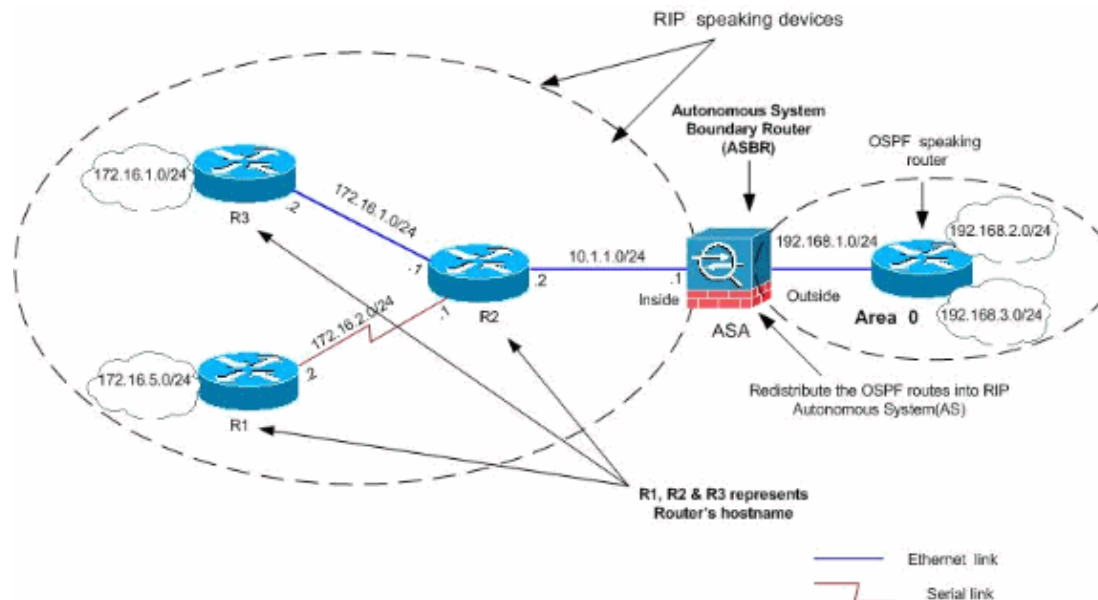 RIP speaking devices
Autonomous System
Boundary Router
(ASBR)
OSPF speaking
router
172.16.1.0/24
R3
.2
172.16.1.0/24
.1
192.168.2.0/24
192.168.1.0/24
10.1.1.0/24
.2
.1
R2
Inside
Outside
ASA
Area 0
192.168.3.0/24
172.16.2.0/24
.1
172.16.5.0/24
.2
R1
Redistribute the OSPF routes into RIP
Autonomous System(AS)
R1, R2 & R3 represents
Router's hostname
Ethernet link
Serial link